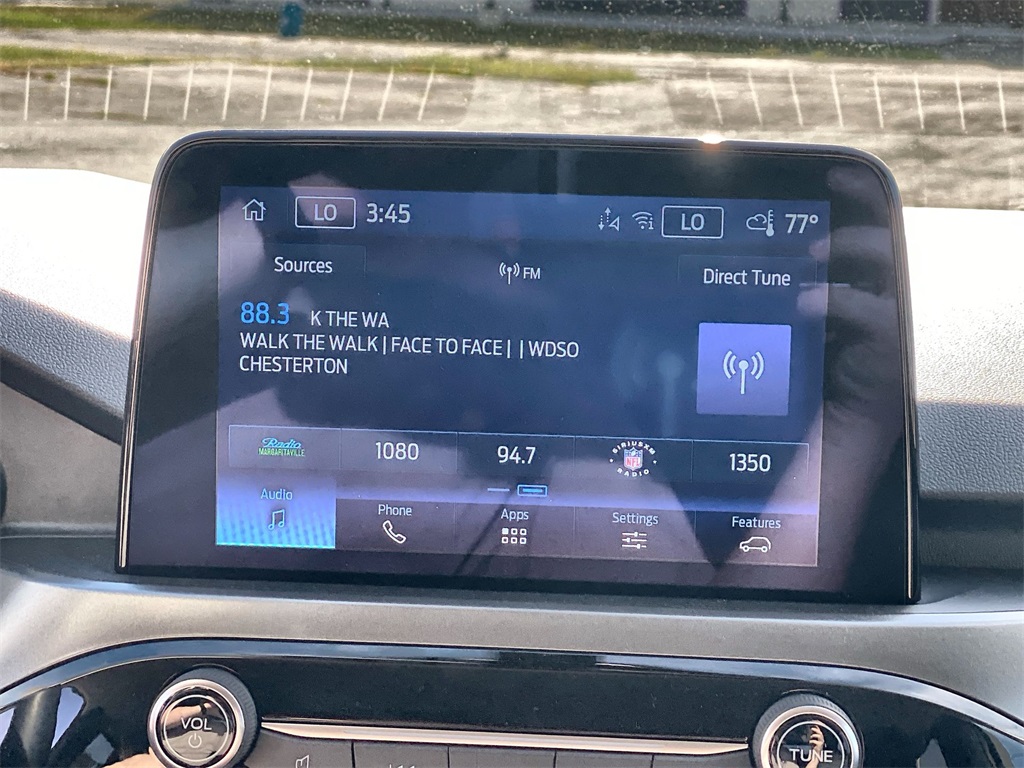 LO 3:45 LO 77°
Sources FM Direct Tune
88.3 K THE WA
WALK THE WALK | FACE TO FACE | | WDSO
CHESTERTON
Radio MARGARITAVILLE 1080 94.7 SIRIUSXM NFL RADIO 1350
Audio Phone Apps Settings Features
VOL TUNE